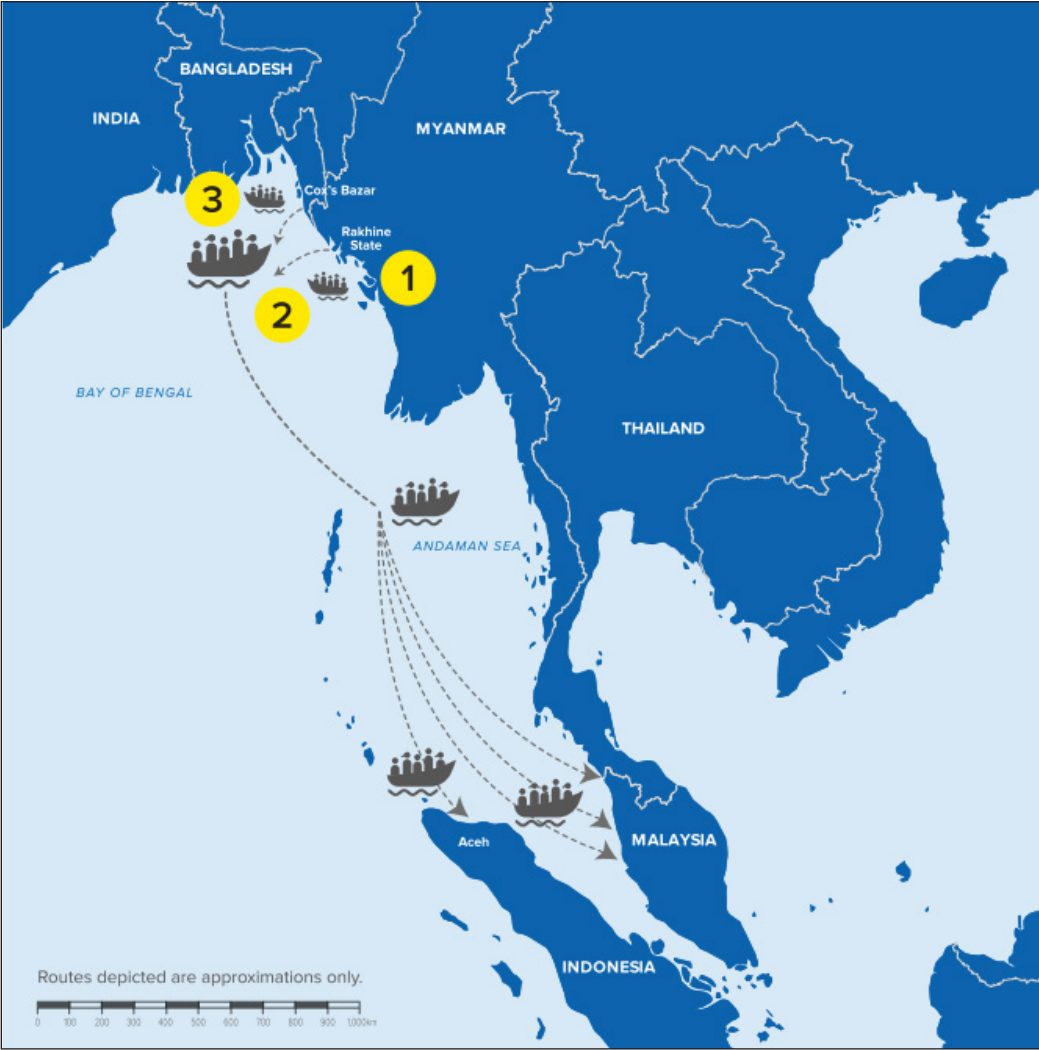 BANGLADESH
INDIA
MYANMAR
3
Cox's Bazar
Rakhine
State
1
2
BAY OF BENGAL
THAILAND
ANDAMAN SEA
Aceh
MALAYSIA
INDONESIA
Routes depicted are approximations only.
0 100 200 300 400 500 600 700 800 900 1,000km